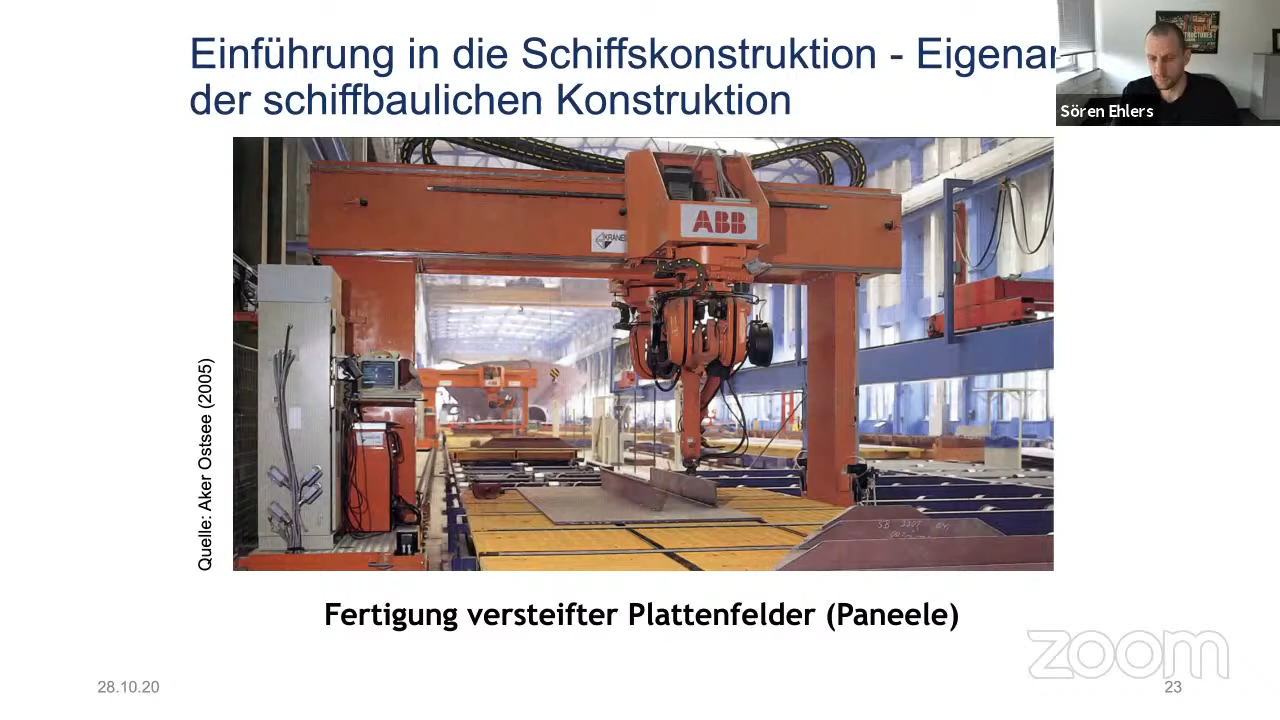 Einführung in die Schiffskonstruktion - Eigenar
der schiffbaulichen Konstruktion
Sören Ehlers
STRUCTURES
ABB
KRANE
Quelle: Aker Ostsee (2005)
Fertigung versteifter Plattenfelder (Paneele)
zoom
28.10.20
23